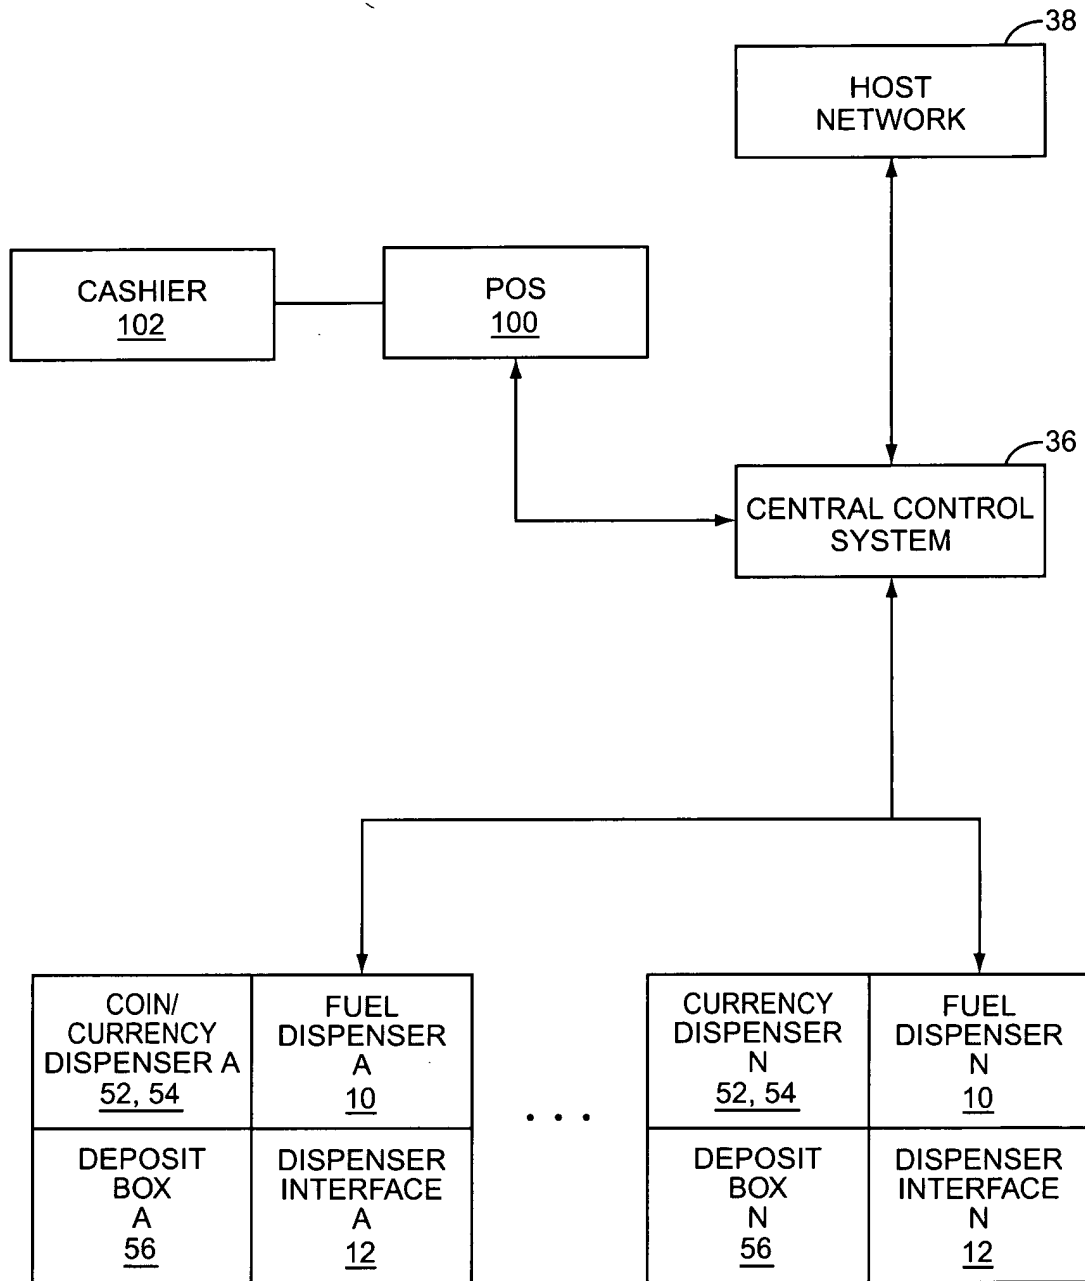 38
HOST
NETWORK
CASHIER
102
POS
100
36
CENTRAL CONTROL
SYSTEM
COIN/
CURRENCY
DISPENSER A
52, 54
FUEL
DISPENSER
A
10
DEPOSIT
BOX
A
56
DISPENSER
INTERFACE
A
12
. . .
CURRENCY
DISPENSER
N
52, 54
FUEL
DISPENSER
N
10
DEPOSIT
BOX
N
56
DISPENSER
INTERFACE
N
12